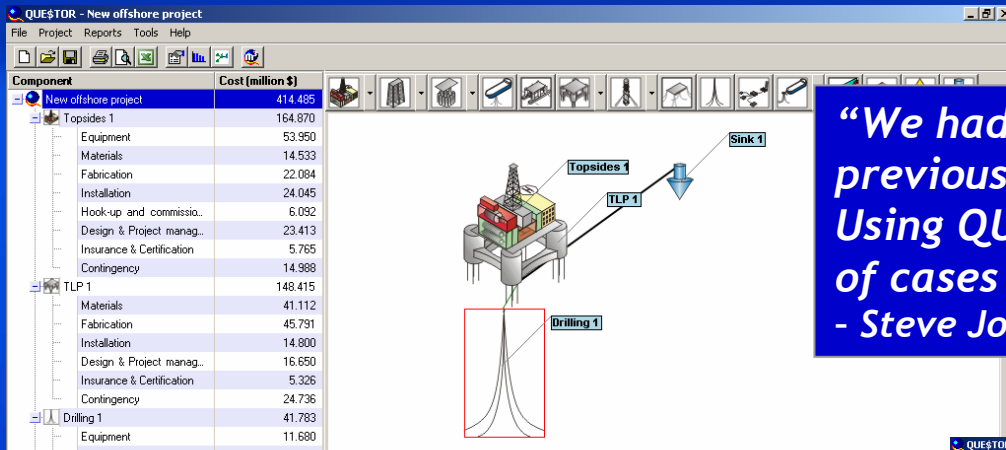 QUE$TOR - New offshore project
File Project Reports Tools Help
Component Cost (million $)
New offshore project 414.485
Topsides 1 164.870
Equipment 53.950
Materials 14.533
Fabrication 22.084
Installation 24.045
Hook-up and commissio... 6.092
Design & Project manag... 23.413
Insurance & Certification 5.765
Contingency 14.988
TLP 1 148.415
Materials 41.112
Fabrication 45.791
Installation 14.800
Design & Project manag... 16.650
Insurance & Certification 5.326
Contingency 24.736
Drilling 1 41.783
Equipment 11.680
Sink 1
Topsides 1
TLP 1
Drilling 1
“We had
previous
Using QU
of cases
- Steve Jo
QUE$TO